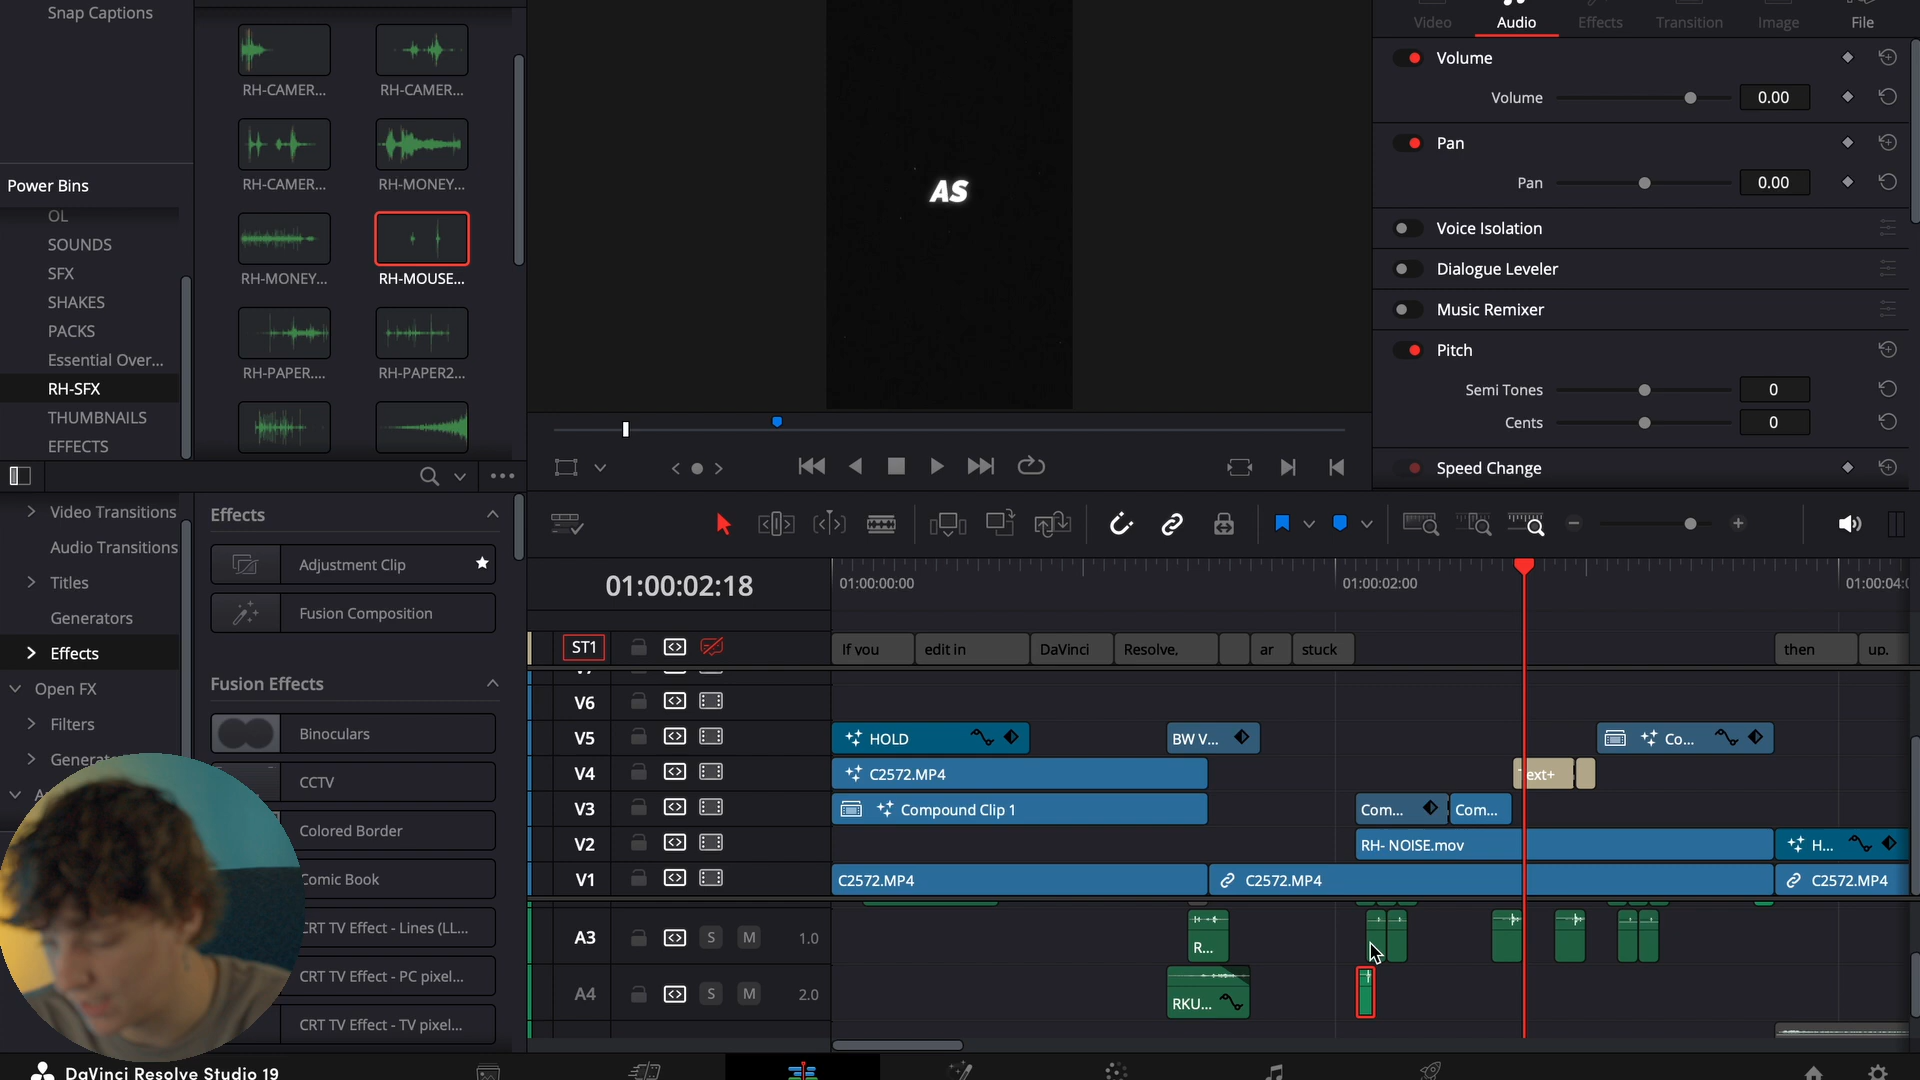 Snap Captions
RH-CAMER...
RH-CAMER...
RH-CAMER...
RH-MONEY...
RH-MONEY...
RH-MOUSE...
RH-PAPER....
RH-PAPER2...
Power Bins
OL
SOUNDS
SFX
SHAKES
PACKS
Essential Over...
RH-SFX
THUMBNAILS
EFFECTS
AS
Video
Audio
Effects
Transition
Image
File
Volume
Volume
0.00
Pan
Pan
0.00
Voice Isolation
Dialogue Leveler
Music Remixer
Pitch
Semi Tones
0
Cents
0
Speed Change
Video Transitions
Audio Transitions
Titles
Generators
Effects
Open FX
Filters
Effects
Adjustment Clip
Fusion Composition
Fusion Effects
Binoculars
CCTV
Colored Border
Comic Book
CRT TV Effect - Lines (LL...
CRT TV Effect - PC pixel...
CRT TV Effect - TV pixel...
01:00:02:18
01:00:00:00
01:00:02:00
ST1
If you
edit in
DaVinci
Resolve,
ar
stuck
then
up.
V6
V5
HOLD
BW V...
Co...
V4
C2572.MP4
V3
Compound Clip 1
Com...
Com...
V2
RH- NOISE.mov
H...
V1
C2572.MP4
C2572.MP4
C2572.MP4
A3
S
M
1.0
R...
A4
S
M
2.0
RKU...
DaVinci Resolve Studio 19